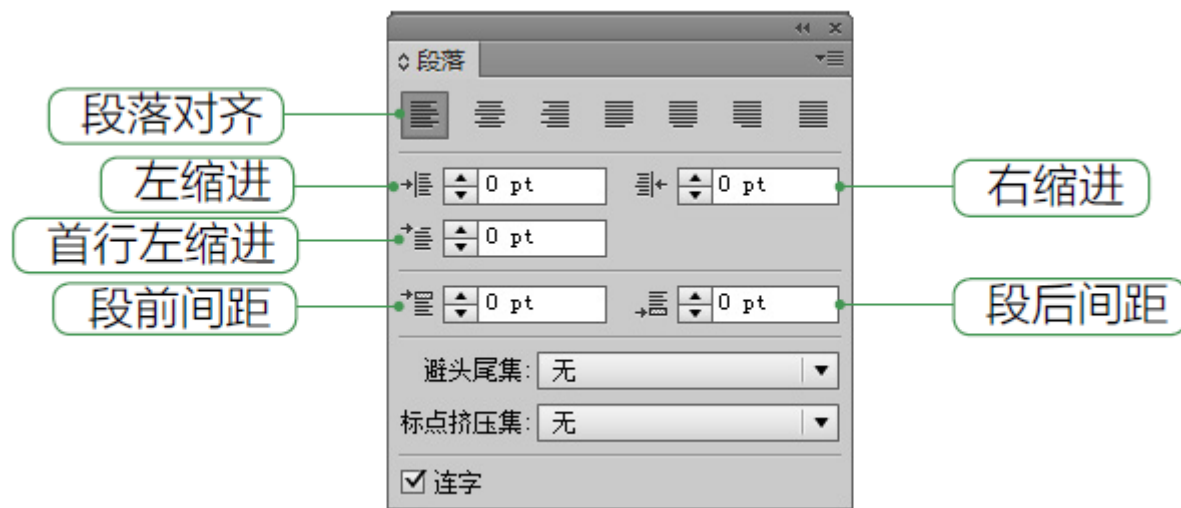 段落
段落对齐
左缩进
0 pt
0 pt
右缩进
首行左缩进
0 pt
段前间距
0 pt
0 pt
段后间距
避头尾集: 无
标点挤压集: 无
连字